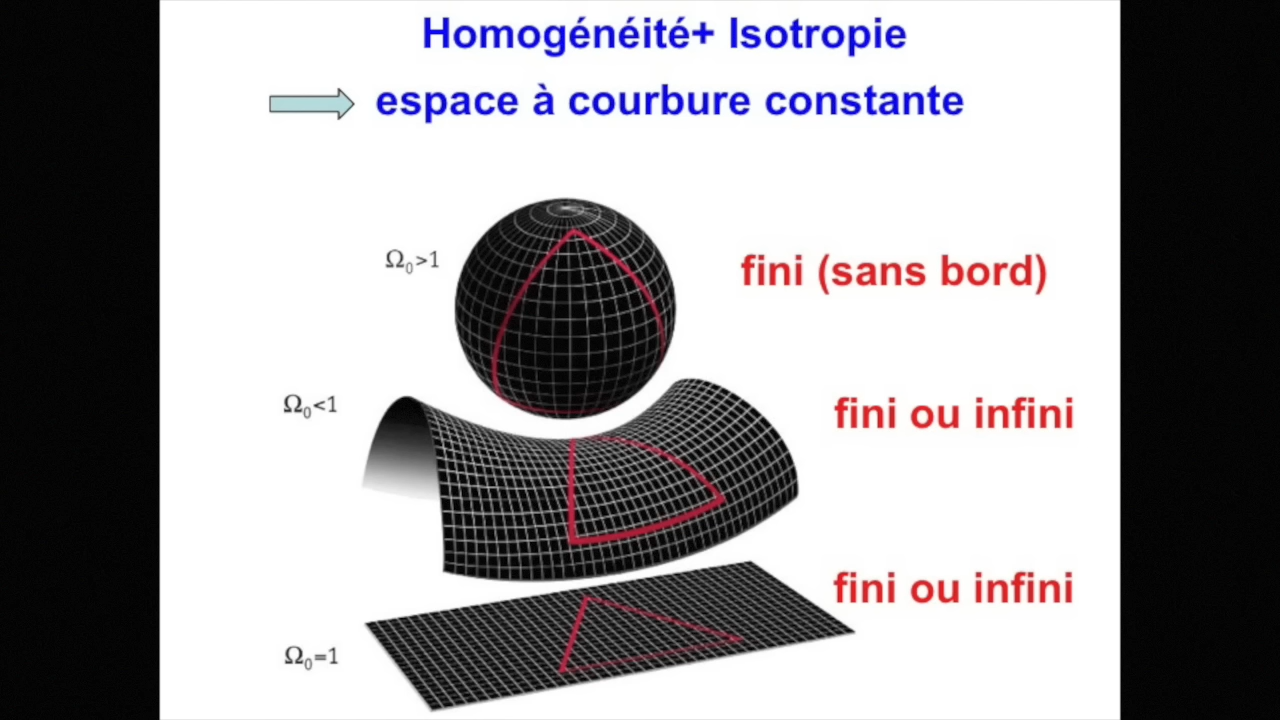 Homogénéité+ Isotropie
espace à courbure constante
Ω₀>1
fini (sans bord)
Ω₀<1
fini ou infini
fini ou infini
Ω₀=1